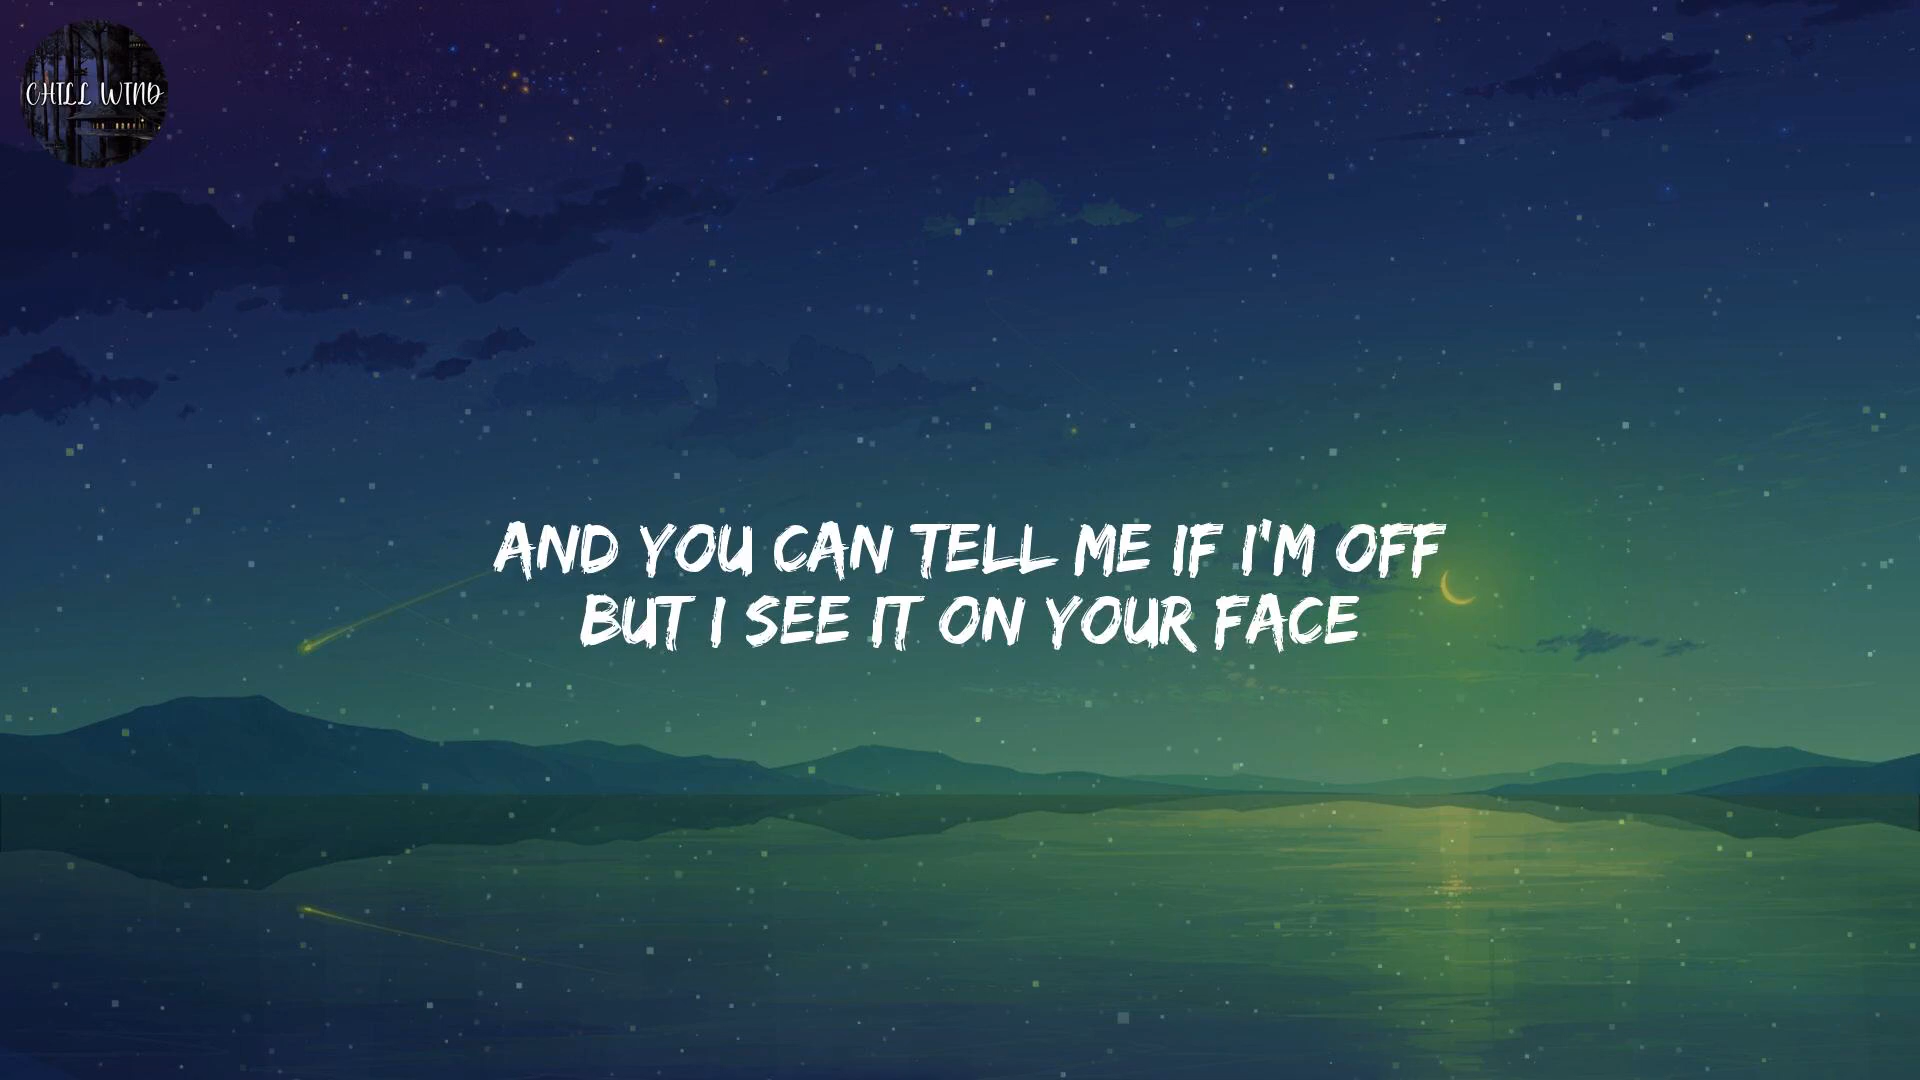 CHILL WIND
AND YOU CAN TELL ME IF I'M OFF
BUT I SEE IT ON YOUR FACE